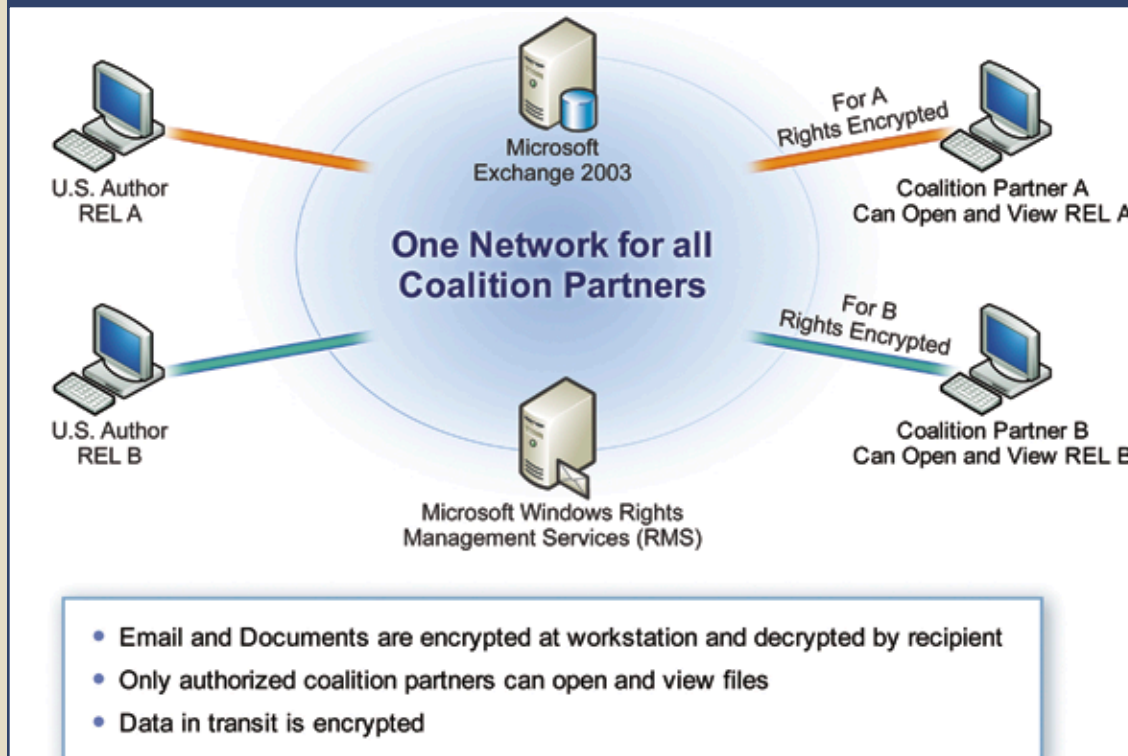 Microsoft
Exchange 2003
For A
Rights Encrypted
U.S. Author
REL A
Coalition Partner A
Can Open and View REL A
One Network for all
Coalition Partners
For B
Rights Encrypted
U.S. Author
REL B
Coalition Partner B
Can Open and View REL B
Microsoft Windows Rights
Management Services (RMS)
• Email and Documents are encrypted at workstation and decrypted by recipient
• Only authorized coalition partners can open and view files
• Data in transit is encrypted